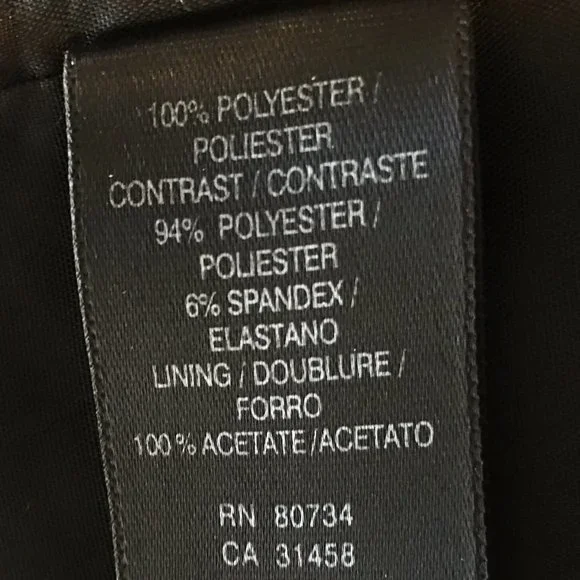 100% POLYESTER /
POLIESTER
CONTRAST / CONTRASTE
94% POLYESTER /
POLIESTER
6% SPANDEX /
ELASTANO
LINING / DOUBLURE /
FORRO
100% ACETATE/ACETATO
RN 80734
CA 31458